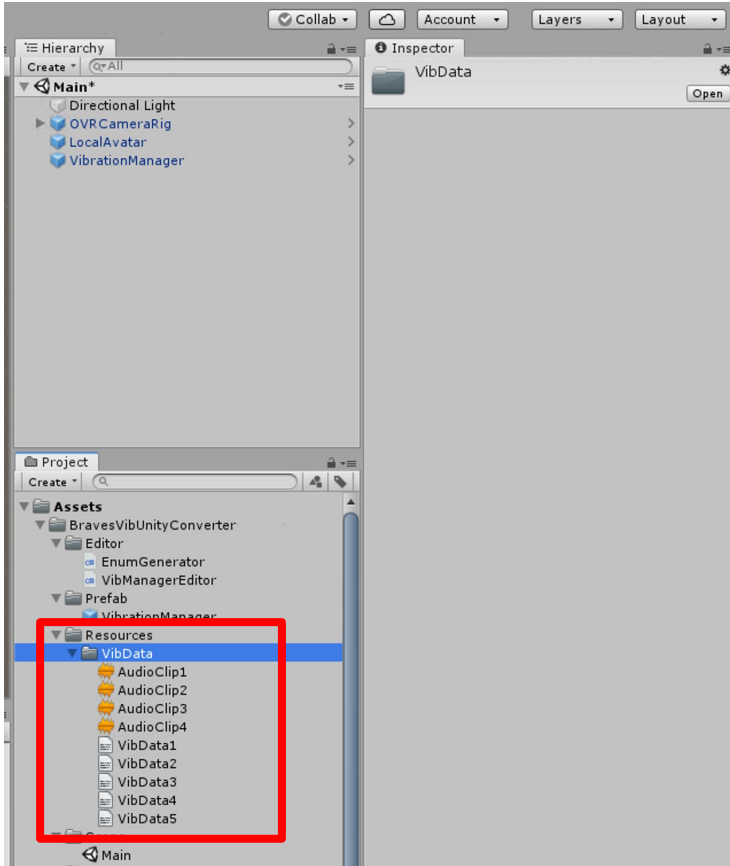 Collab
Account
Layers
Layout
Hierarchy
Create
All
Main*
Directional Light
OVRCameraRig
LocalAvatar
VibrationManager
Inspector
VibData
Open
Project
Create
Assets
BravesVibUnityConverter
Editor
EnumGenerator
VibManagerEditor
Prefab
VibrationManager
Resources
VibData
AudioClip1
AudioClip2
AudioClip3
AudioClip4
VibData1
VibData2
VibData3
VibData4
VibData5
Main